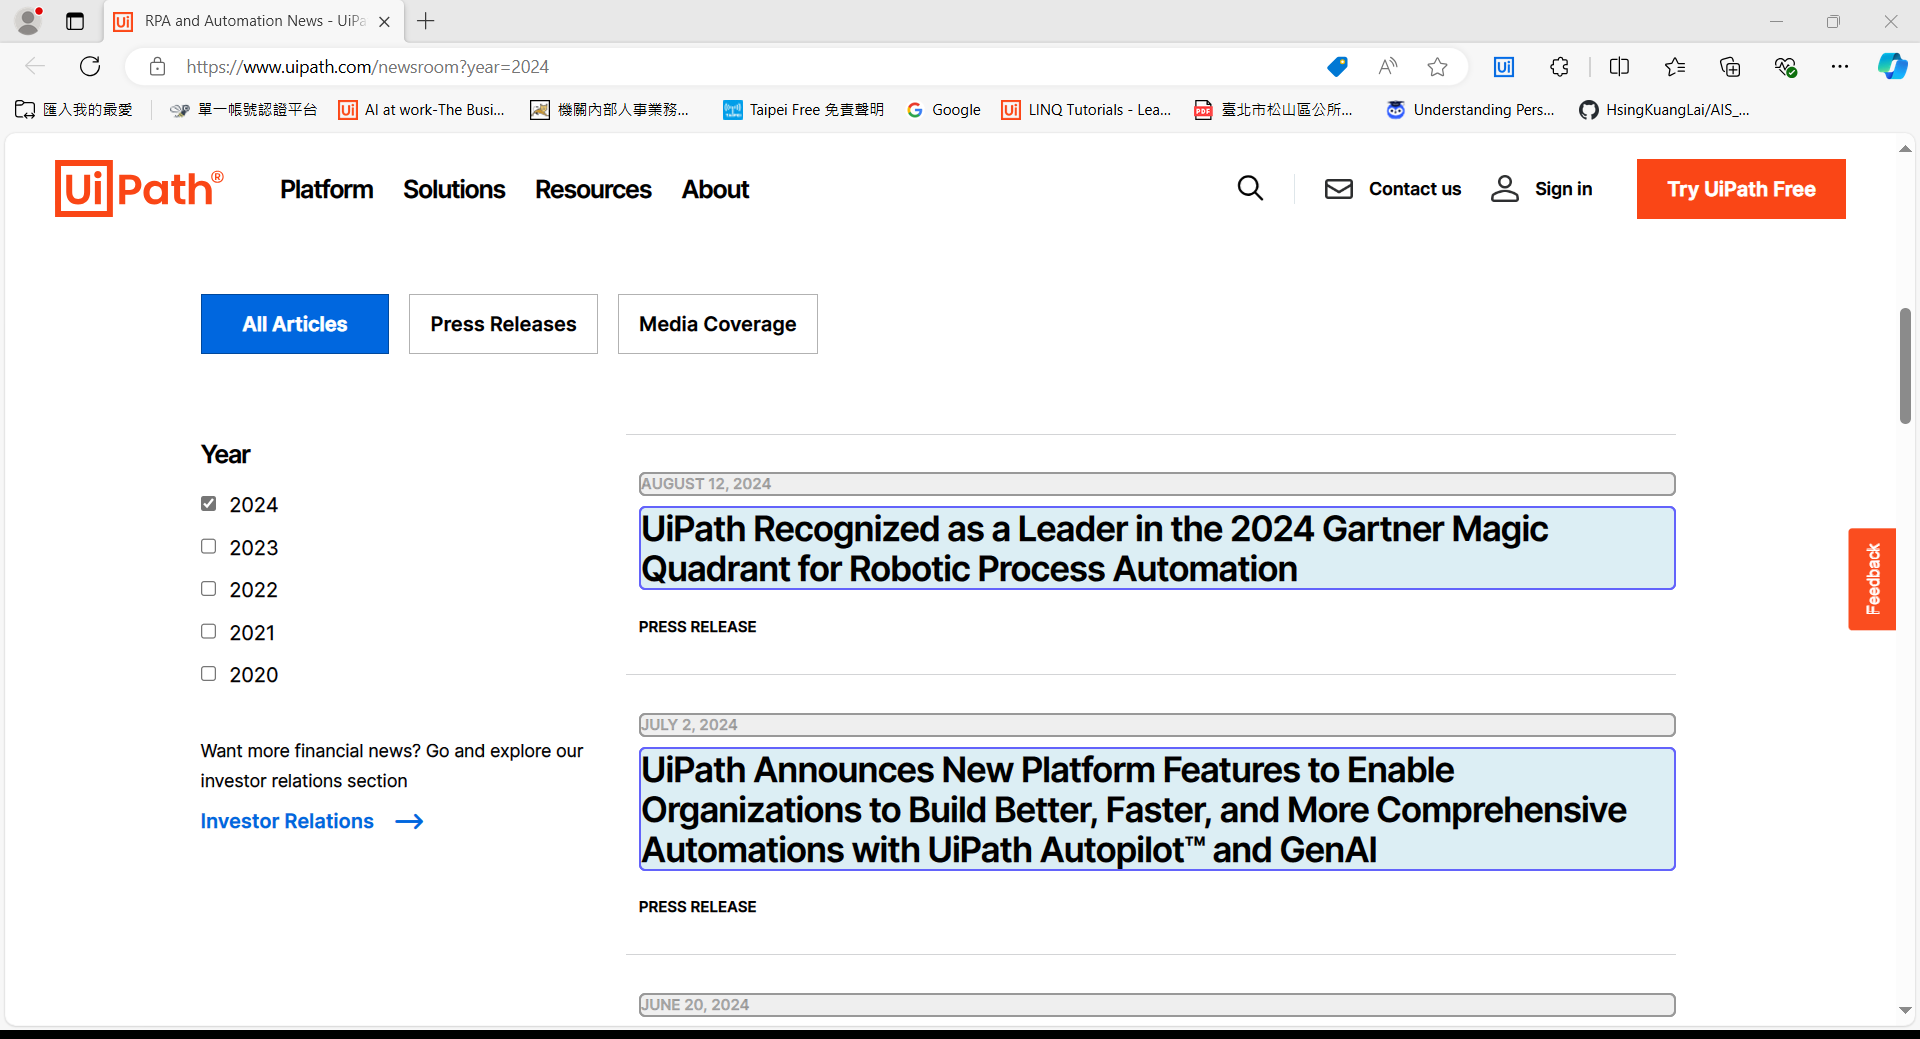 RPA and Automation News - UiPa
https://www.uipath.com/newsroom?year=2024
匯入我的最愛
單一帳號認證平台
AI at work-The Busi...
機關內部人事業務...
Taipei Free 免責聲明
Google
LINQ Tutorials - Lea...
臺北市松山區公所...
Understanding Pers...
HsingKuangLai/AIS_...
UiPath®
Platform
Solutions
Resources
About
Contact us
Sign in
Try UiPath Free
All Articles
Press Releases
Media Coverage
Year
2024
2023
2022
2021
2020
Want more financial news? Go and explore our
investor relations section
Investor Relations
AUGUST 12, 2024
UiPath Recognized as a Leader in the 2024 Gartner Magic
Quadrant for Robotic Process Automation
PRESS RELEASE
JULY 2, 2024
UiPath Announces New Platform Features to Enable
Organizations to Build Better, Faster, and More Comprehensive
Automations with UiPath Autopilot™ and GenAI
PRESS RELEASE
JUNE 20, 2024
Feedback